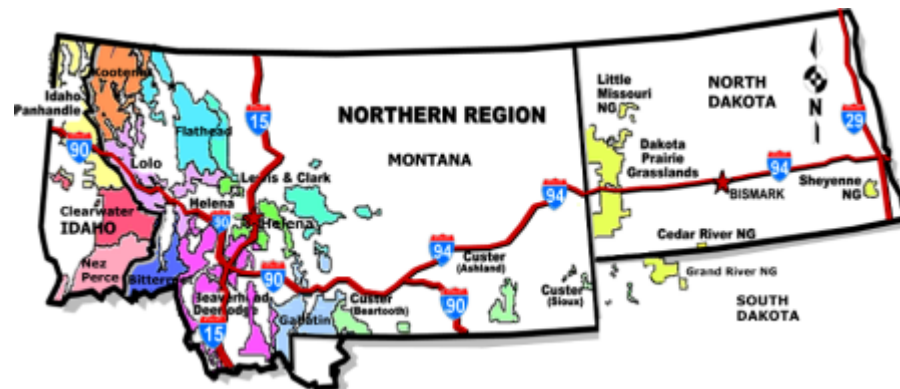 Idaho
Panhandle
Kootenai
Flathead
15
NORTHERN REGION
MONTANA
90
Lolo
Lewis & Clark
Helena
90
Helena
Clearwater
IDAHO
Nez
Perce
Bitterroot
Beaverhead
Deerlodge
15
90
Gallatin
Custer
(Beartooth)
94
Custer
(Ashland)
90
94
Custer
(Sioux)
Little
Missouri
NG
NORTH
DAKOTA
N
29
Dakota
Prairie
Grasslands
94
BISMARK
Sheyenne
NG
Cedar River NG
Grand River NG
SOUTH
DAKOTA